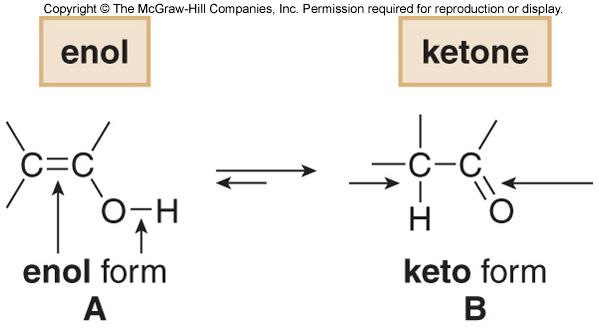 Copyright © The McGraw-Hill Companies, Inc. Permission required for reproduction or display.
enol
ketone
C=C
O-H
C-C
H
O
enol form
keto form
A
B